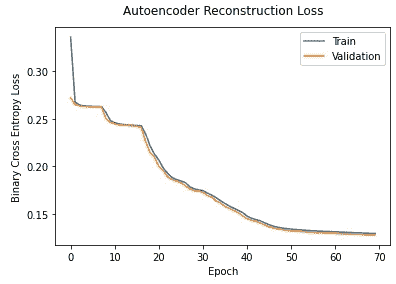 Autoencoder Reconstruction Loss
Train
Validation
Binary Cross Entropy Loss
0.30
0.25
0.20
0.15
0 10 20 30 40 50 60 70
Epoch